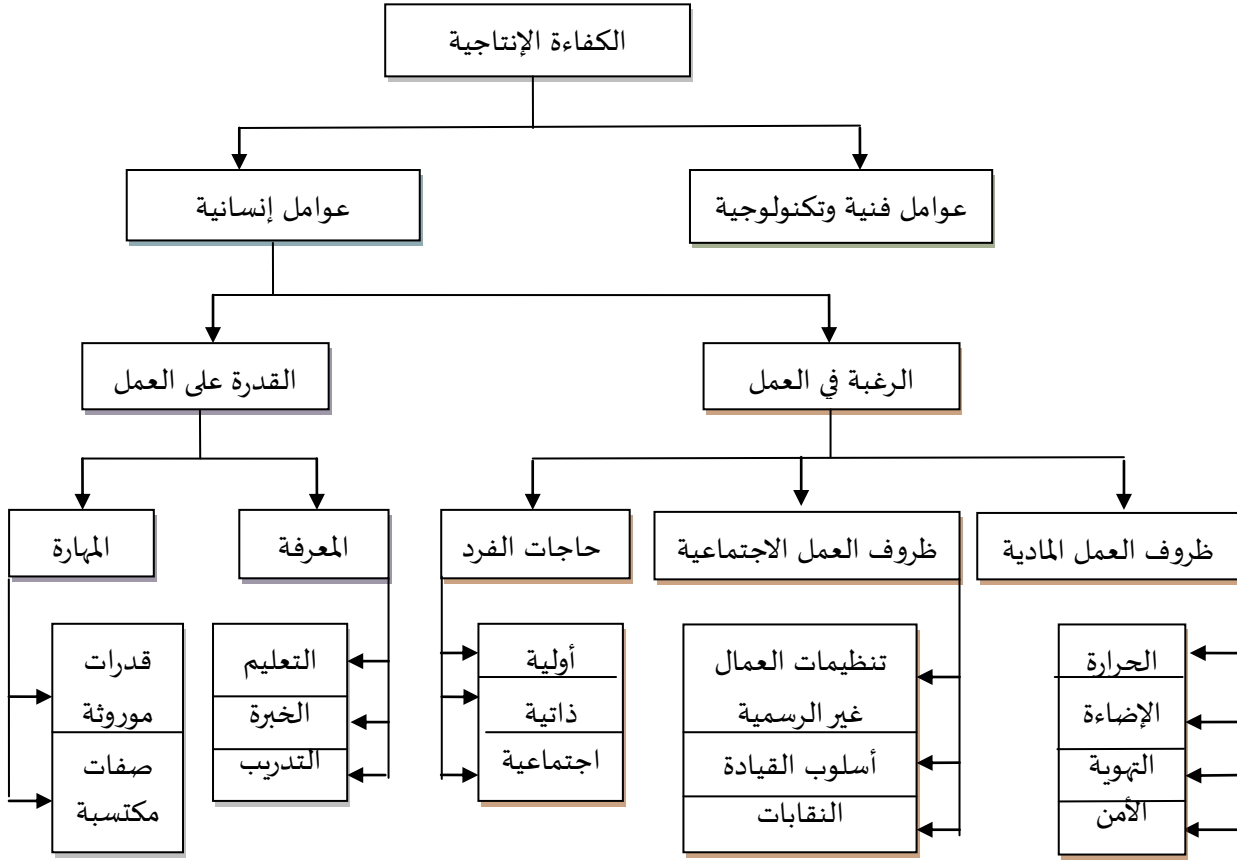 الكفاءة الإنتاجية
عوامل فنية وتكنولوجية
عوامل إنسانية
الرغبة في العمل
القدرة على العمل
ظروف العمل المادية
ظروف العمل الاجتماعية
حاجات الفرد
المعرفة
المهارة
الحرارة
الإضاءة
التهوية
الأمن
تنظيمات العمال
غير الرسمية
أسلوب القيادة
النقابات
أولية
ذاتية
اجتماعية
التعليم
الخبرة
التدريب
قدرات
موروثة
صفات
مكتسبة